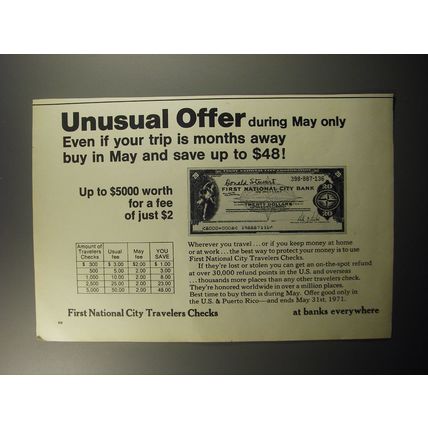 Unusual Offer during May only
Even if your trip is months away
buy in May and save up to $48!
Up to $5000 worth
for a fee
of just $2
Donald Stewart 398-887-136
FIRST NATIONAL CITY BANK
TWENTY DOLLARS
20 20
Amount of Travelers Checks Usual fee May fee YOU SAVE
$ 300 $ 3.00 $2.00 $ 1.00
500 5.00 2.00 3.00
1,000 10.00 2.00 8.00
2,500 25.00 2.00 23.00
5,000 50.00 2.00 48.00
Wherever you travel . . . or if you keep money at home
or at work . . . the best way to protect your money is to use
First National City Travelers Checks.
If they're lost or stolen you can get an on-the-spot refund
at over 30,000 refund points in the U.S. and overseas
. . . thousands more places than any other travelers check.
They're honored worldwide in over a million places.
Best time to buy them is during May. Offer good only in
the U.S. & Puerto Rico—and ends May 31st, 1971.
First National City Travelers Checks at banks everywhere